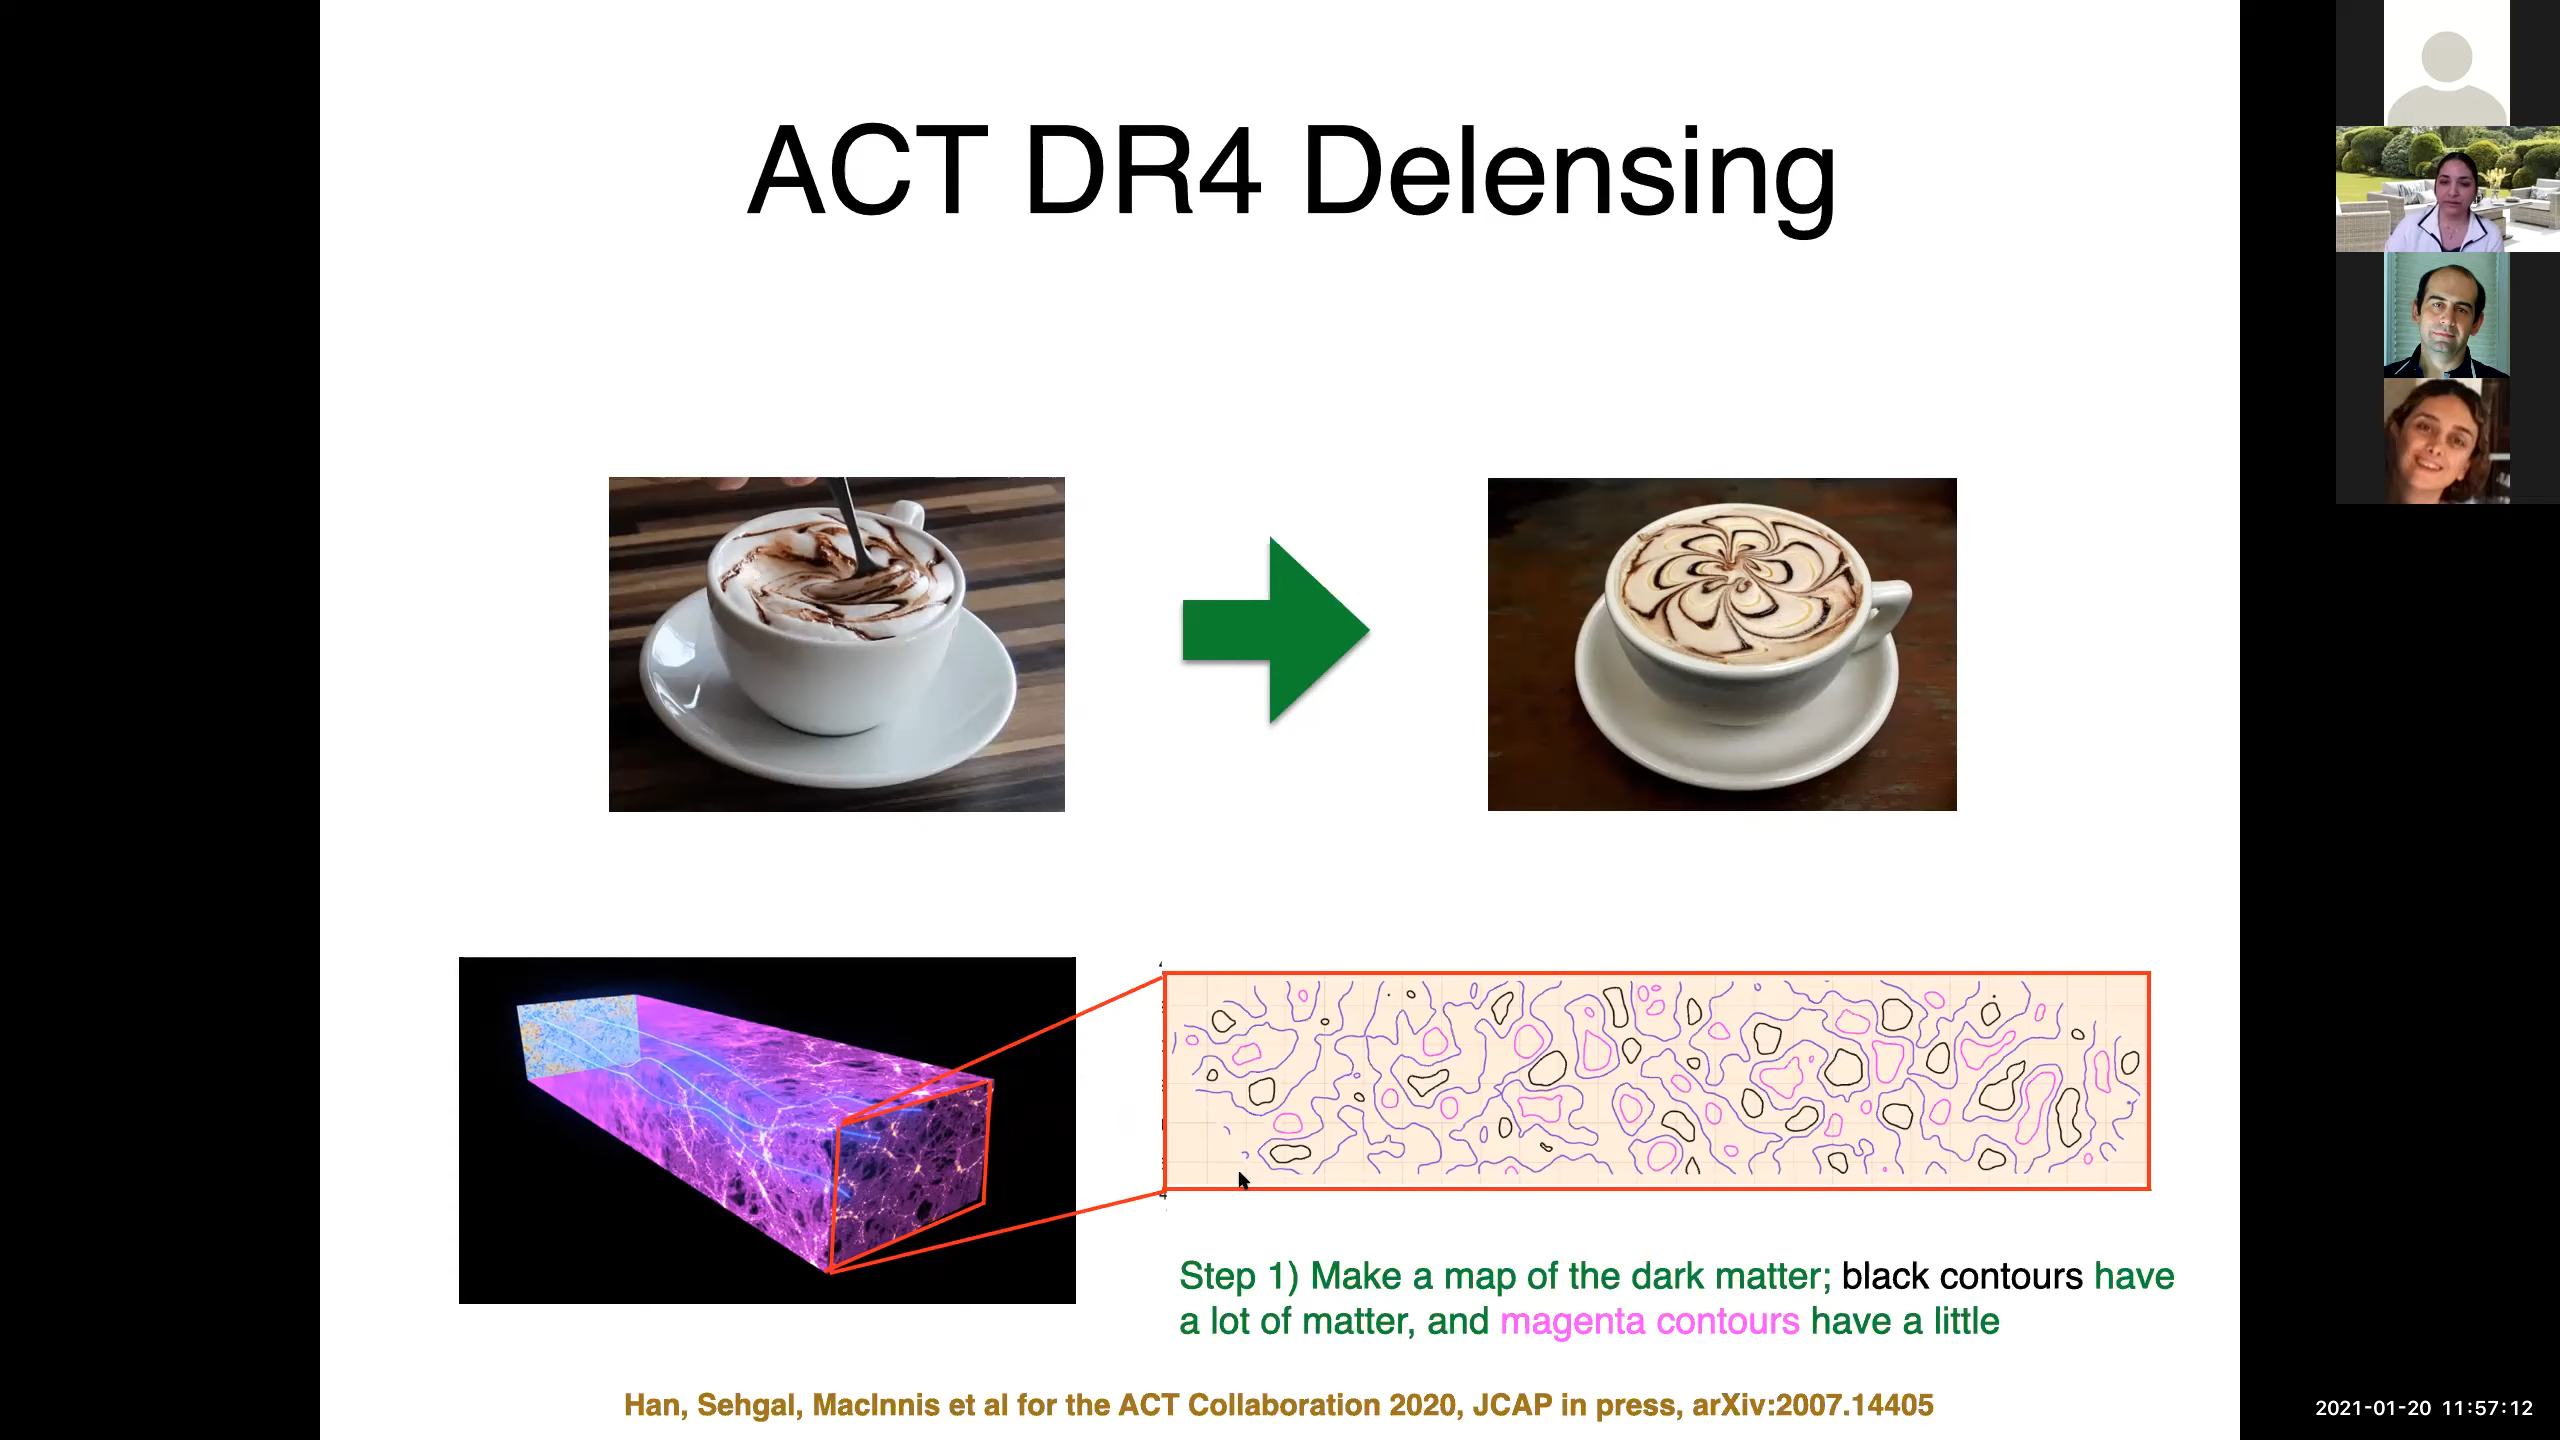 ACT DR4 Delensing
Step 1) Make a map of the dark matter; black contours have
a lot of matter, and magenta contours have a little
Han, Sehgal, MacInnis et al for the ACT Collaboration 2020, JCAP in press, arXiv:2007.14405
2021-01-20 11:57:12